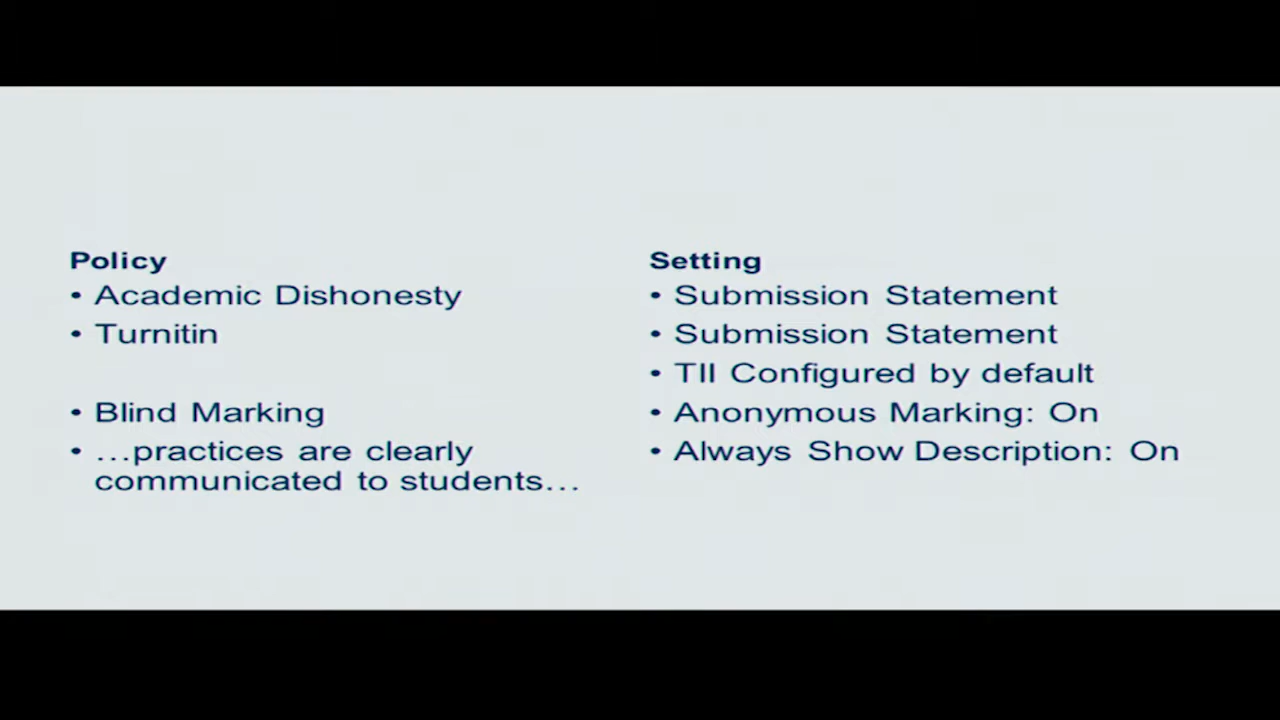 Policy
• Academic Dishonesty
• Turnitin
• Blind Marking
• …practices are clearly
communicated to students…
Setting
• Submission Statement
• Submission Statement
• TII Configured by default
• Anonymous Marking: On
• Always Show Description: On